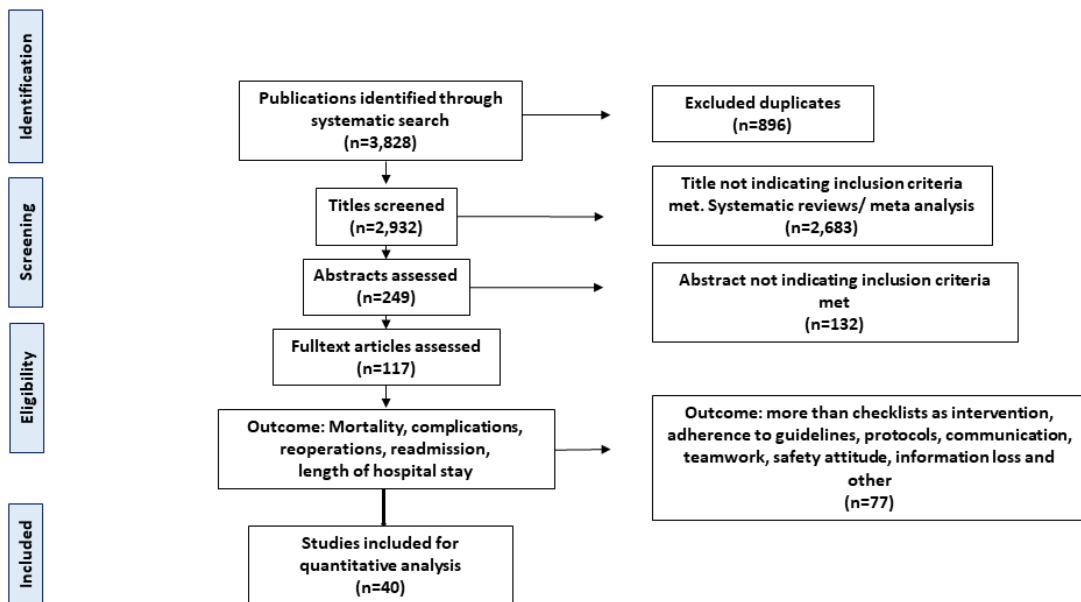 Identification
Publications identified through
systematic search
(n=3,828)
Excluded duplicates
(n=896)
Screening
Titles screened
(n=2,932)
Title not indicating inclusion criteria
met. Systematic reviews/ meta analysis
(n=2,683)
Abstracts assessed
(n=249)
Abstract not indicating inclusion criteria
met
(n=132)
Eligibility
Fulltext articles assessed
(n=117)
Outcome: Mortality, complications,
reoperations, readmission,
length of hospital stay
Outcome: more than checklists as intervention,
adherence to guidelines, protocols, communication,
teamwork, safety attitude, information loss and
other
(n=77)
Included
Studies included for
quantitative analysis
(n=40)